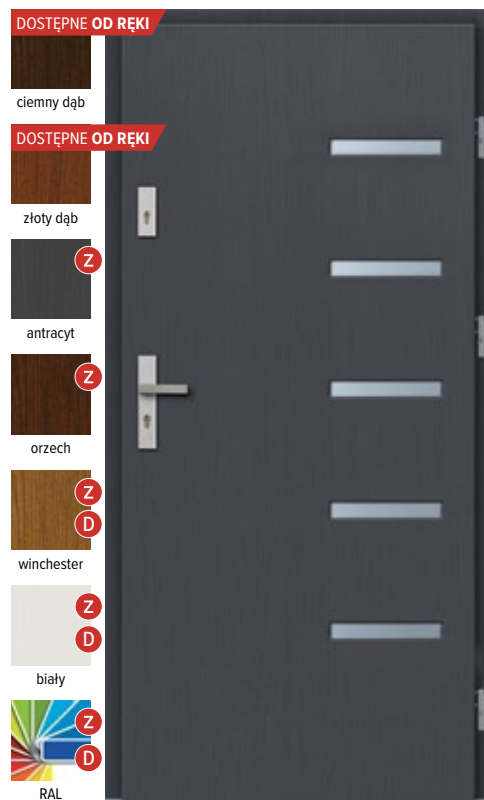 DOSTĘPNE OD RĘKI
ciemny dąb
DOSTĘPNE OD RĘKI
złoty dąb
Z
antracyt
Z
orzech
Z
D
winchester
Z
D
biały
Z
D
RAL